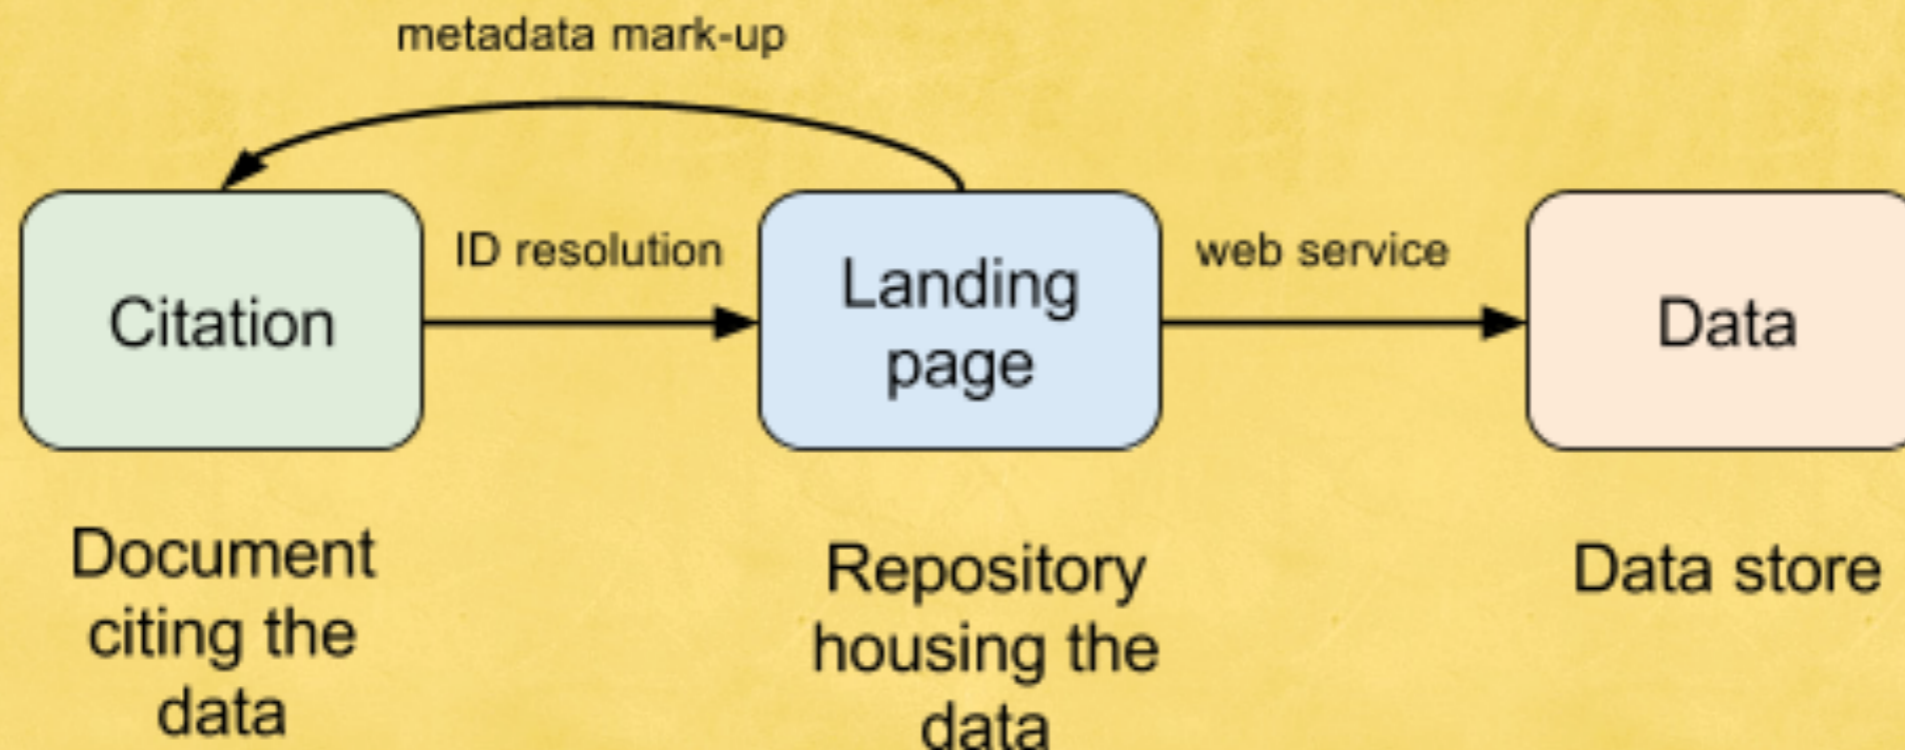 metadata mark-up
ID resolution
web service
Citation
Landing
page
Data
Document
citing the
data
Repository
housing the
data
Data store